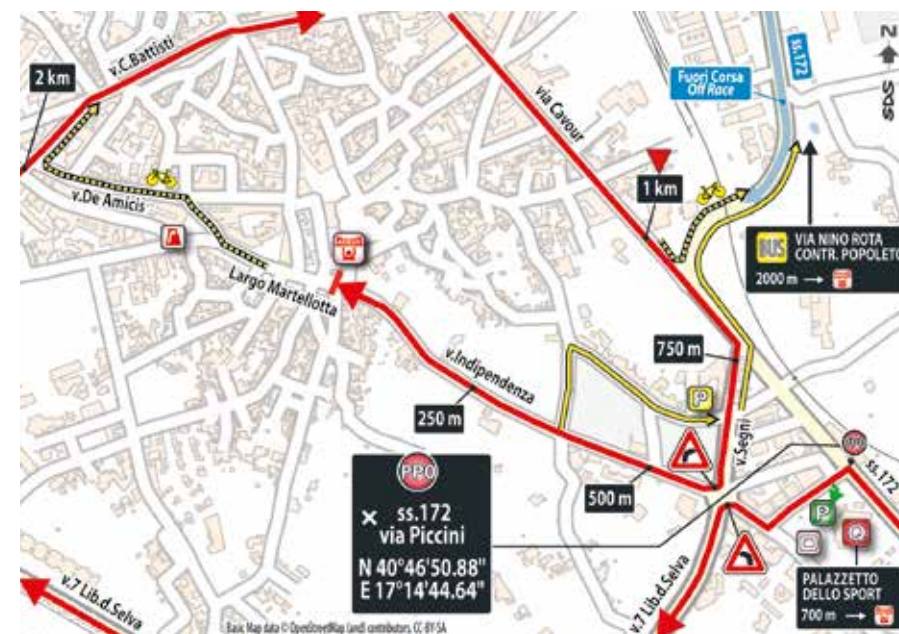 2 km
v.C.Battisti
via Cavour
Fuori Corsa
Off Race
ss.172
N
SDS
v.De Amicis
1 km
BUS
VIA NINO ROTA
CONTR. POPOLETO
2000 m →
Largo Martellotta
v.Indipendenza
750 m
P
v.Segni
250 m
500 m
PPO
ss.172
via Piccini
N 40°46'50.88"
E 17°14'44.64"
ss.172
P
PALAZZETTO
DELLO SPORT
700 m →
v.7 Lib.d.Selva
v.7 Lib.d.Selva
Basic Map data © OpenStreetMap (and) contributors, CC-BY-SA